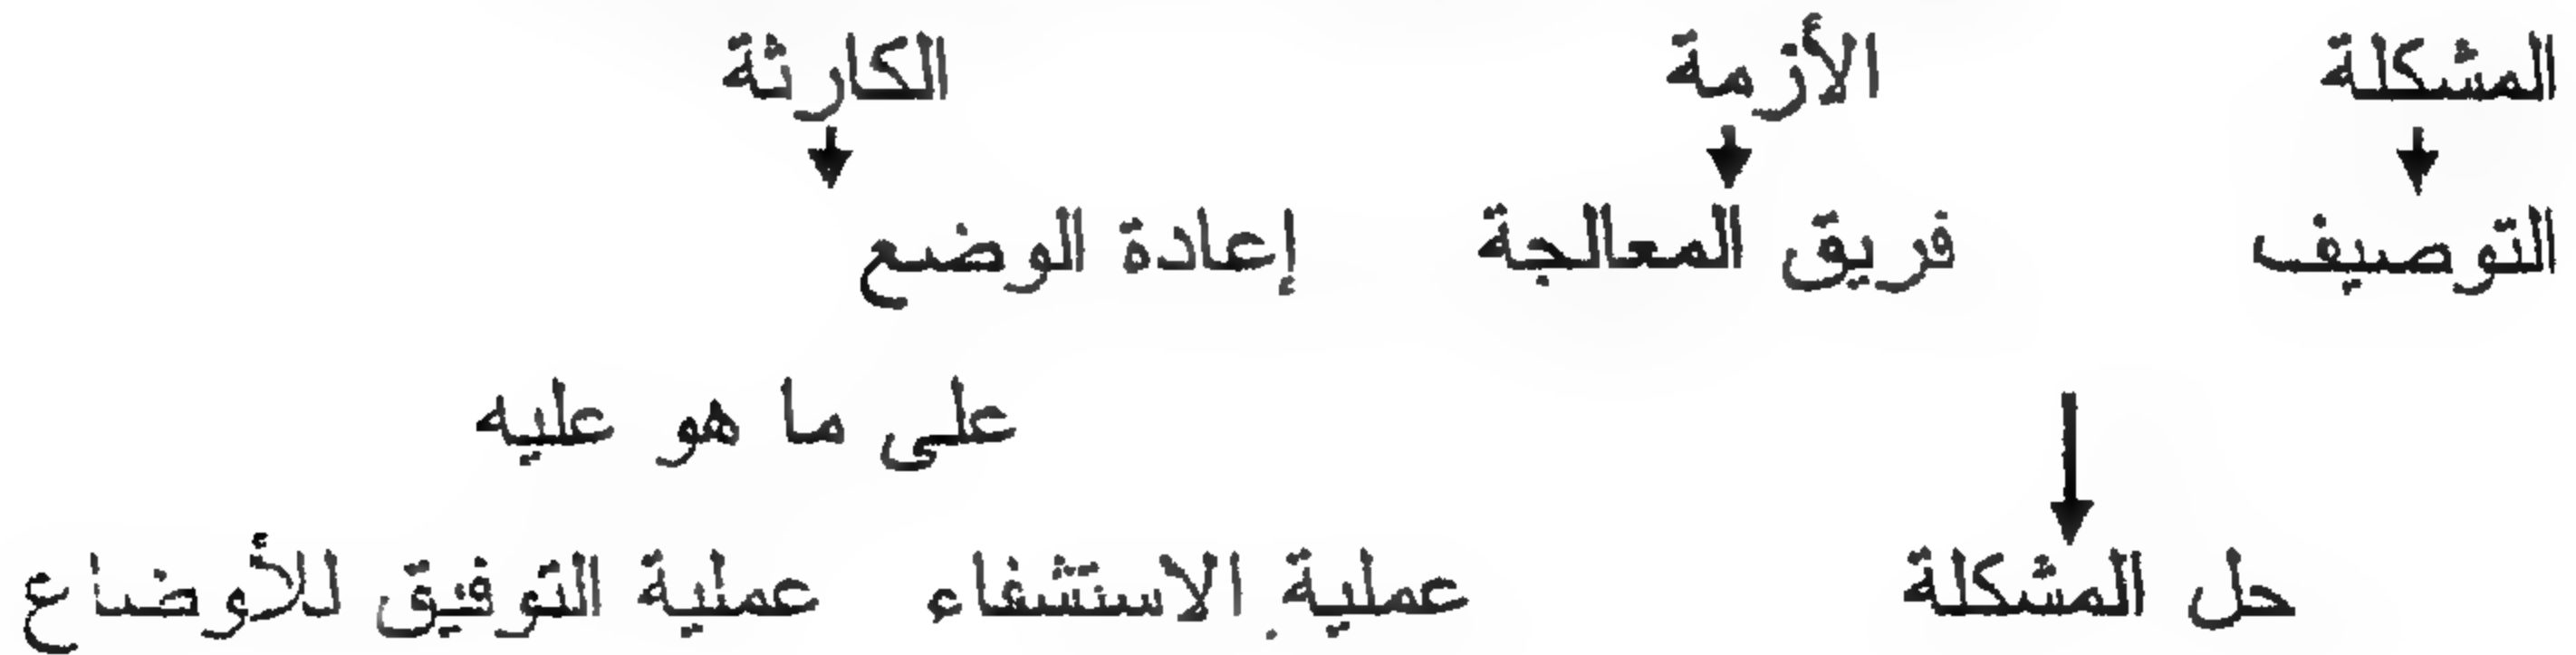 المشكلة الأزمة الكارثة
التوصيف فريق المعالجة إعادة الوضع
على ما هو عليه
حل المشكلة عملية الاستشفاء عملية التوفيق للأوضاع